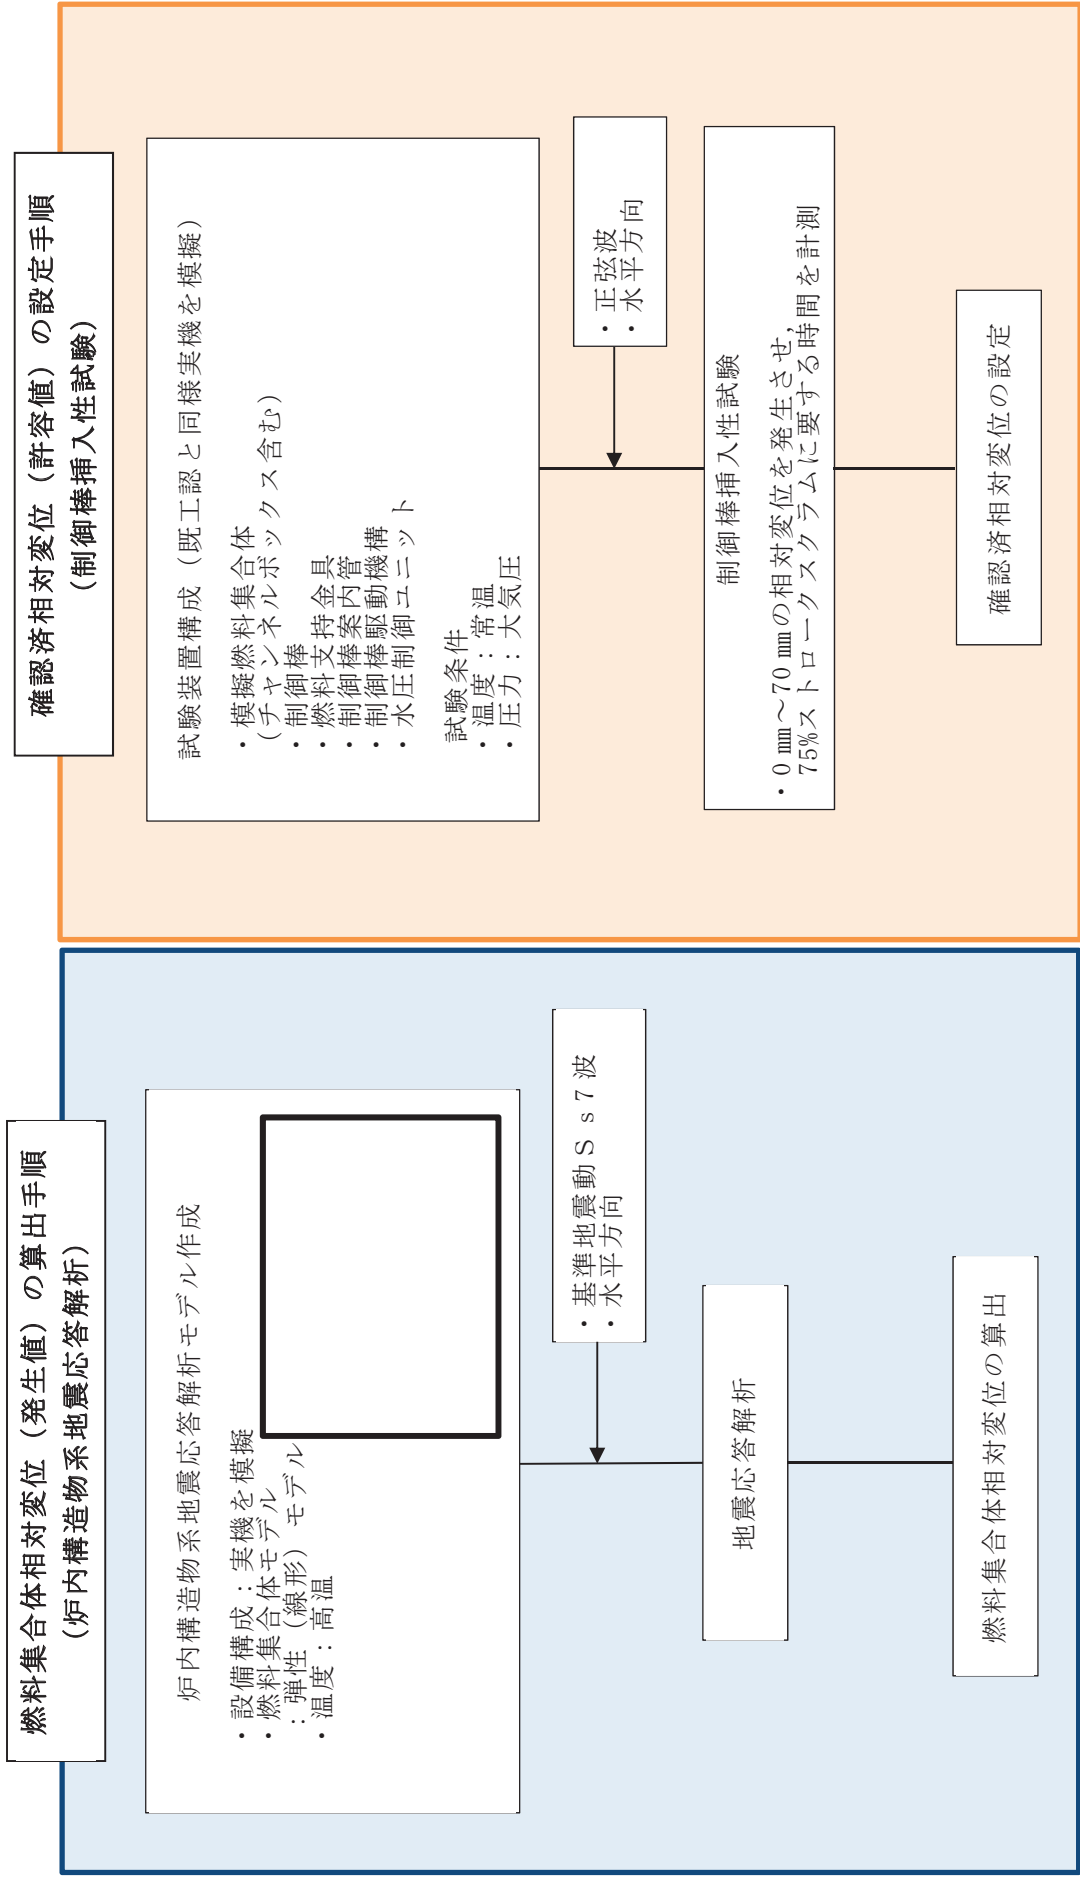 燃料集合体相対変位（発生値）の算出手順
（炉内構造物系地震応答解析）
炉内構造物系地震応答解析モデル作成
・設備構成：実機を模擬
・燃料集合体モデル
：弾性（線形）モデル
・温度：高温
・基準地震動Ｓｓ７波
・水平方向
地震応答解析
燃料集合体相対変位の算出
確認済相対変位（許容値）の設定手順
（制御棒挿入性試験）
試験装置構成（既工認と同様実機を模擬）
・模擬燃料集合体
（チャンネルボックス含む）
・制御棒
・燃料支持金具
・制御棒案内管
・制御棒駆動機構
・水圧制御ユニット
試験条件
・温度：常温
・圧力：大気圧
・正弦波
・水平方向
制御棒挿入性試験
・0 ㎜～70 ㎜の相対変位を発生させ，
75%ストロークスクラムに要する時間を計測
確認済相対変位の設定